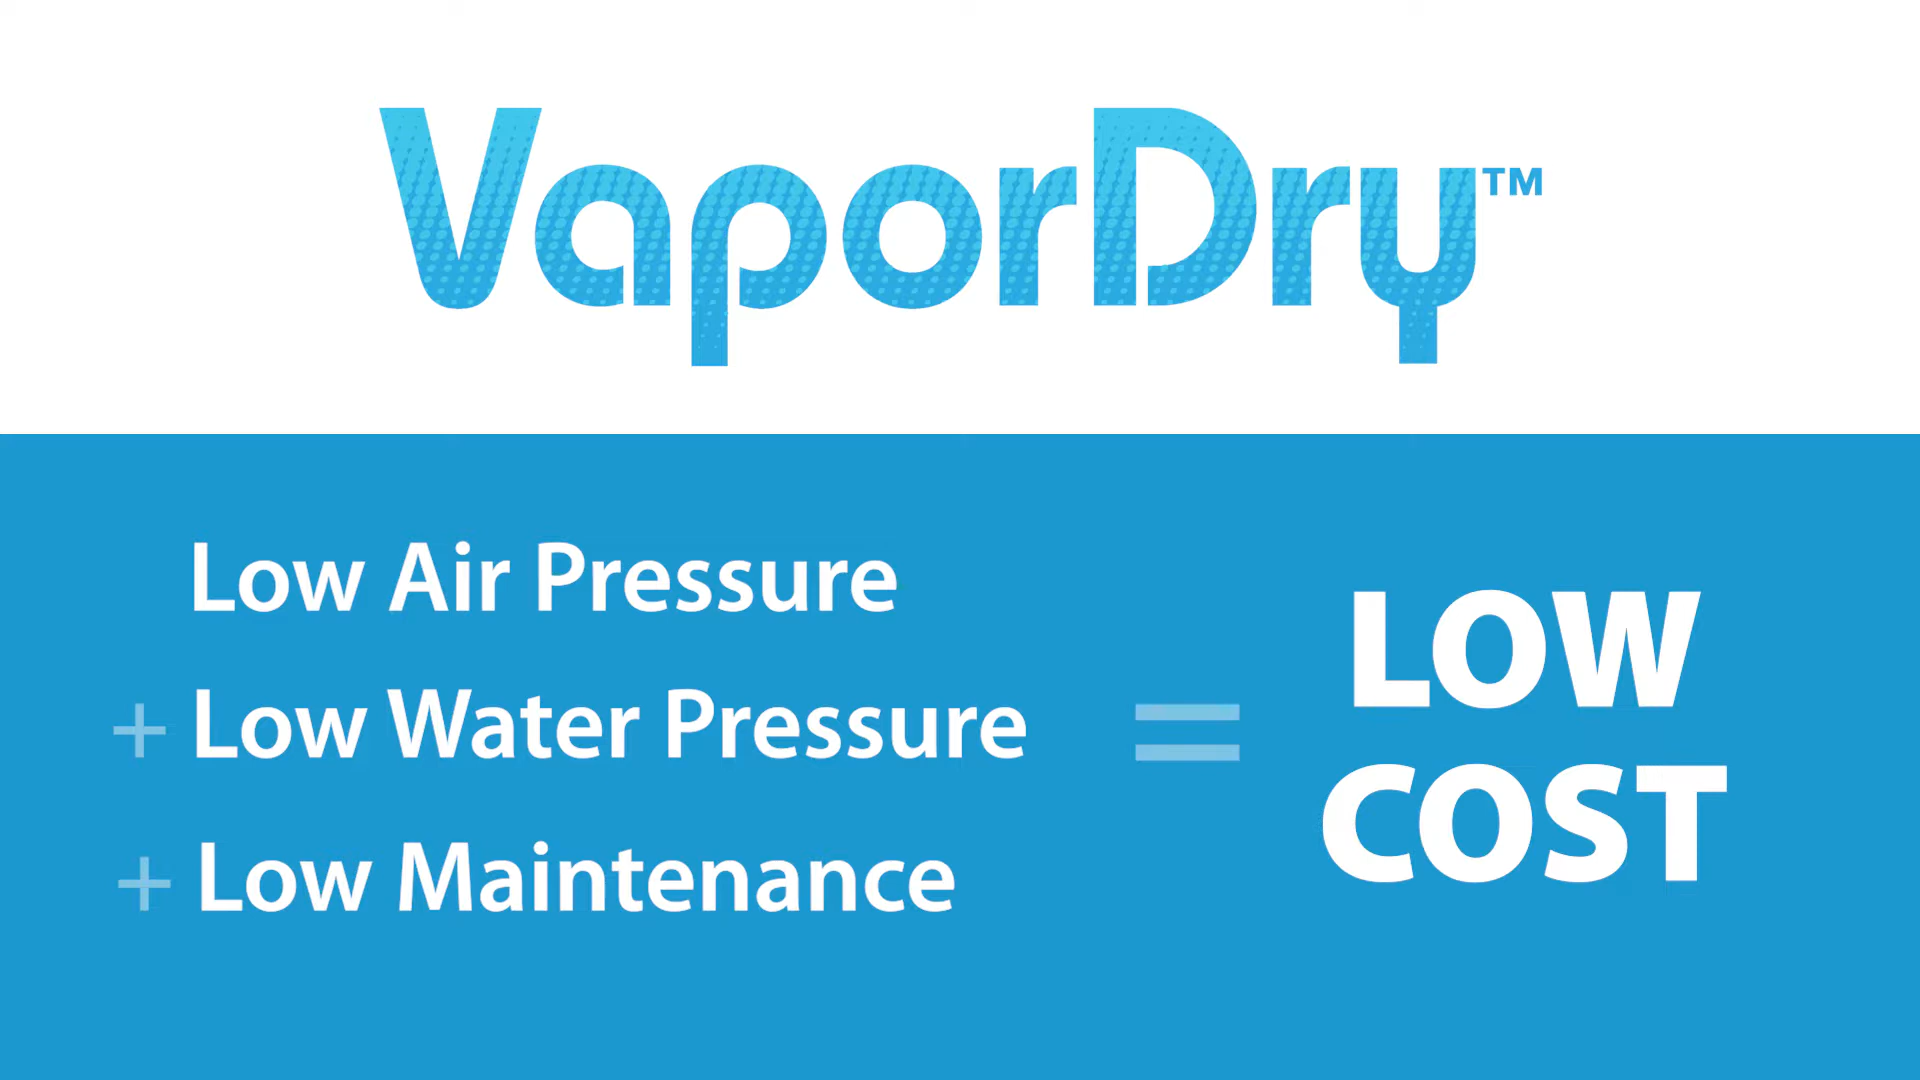 VaporDry™
Low Air Pressure
+ Low Water Pressure
+ Low Maintenance
=
LOW
COST